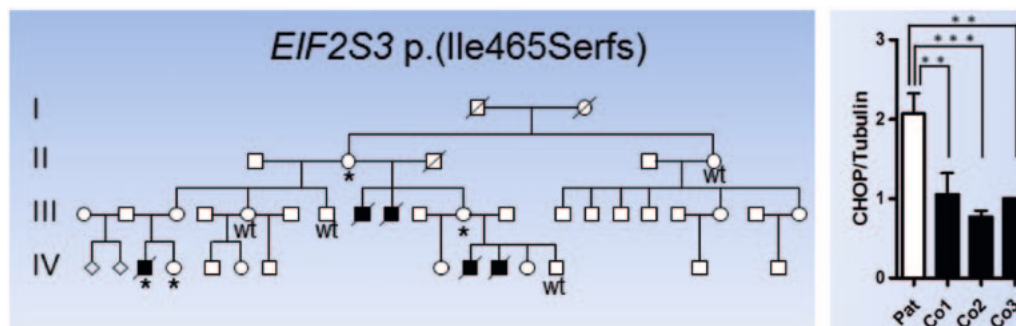 EIF2S3 p.(Ile465Serfs)
I
II
*
wt
III
wt
wt
*
IV
*
*
wt
* *
* * *
* *
3
2
1
0
CHOP/Tubulin
Pat
Co1
Co2
Co3